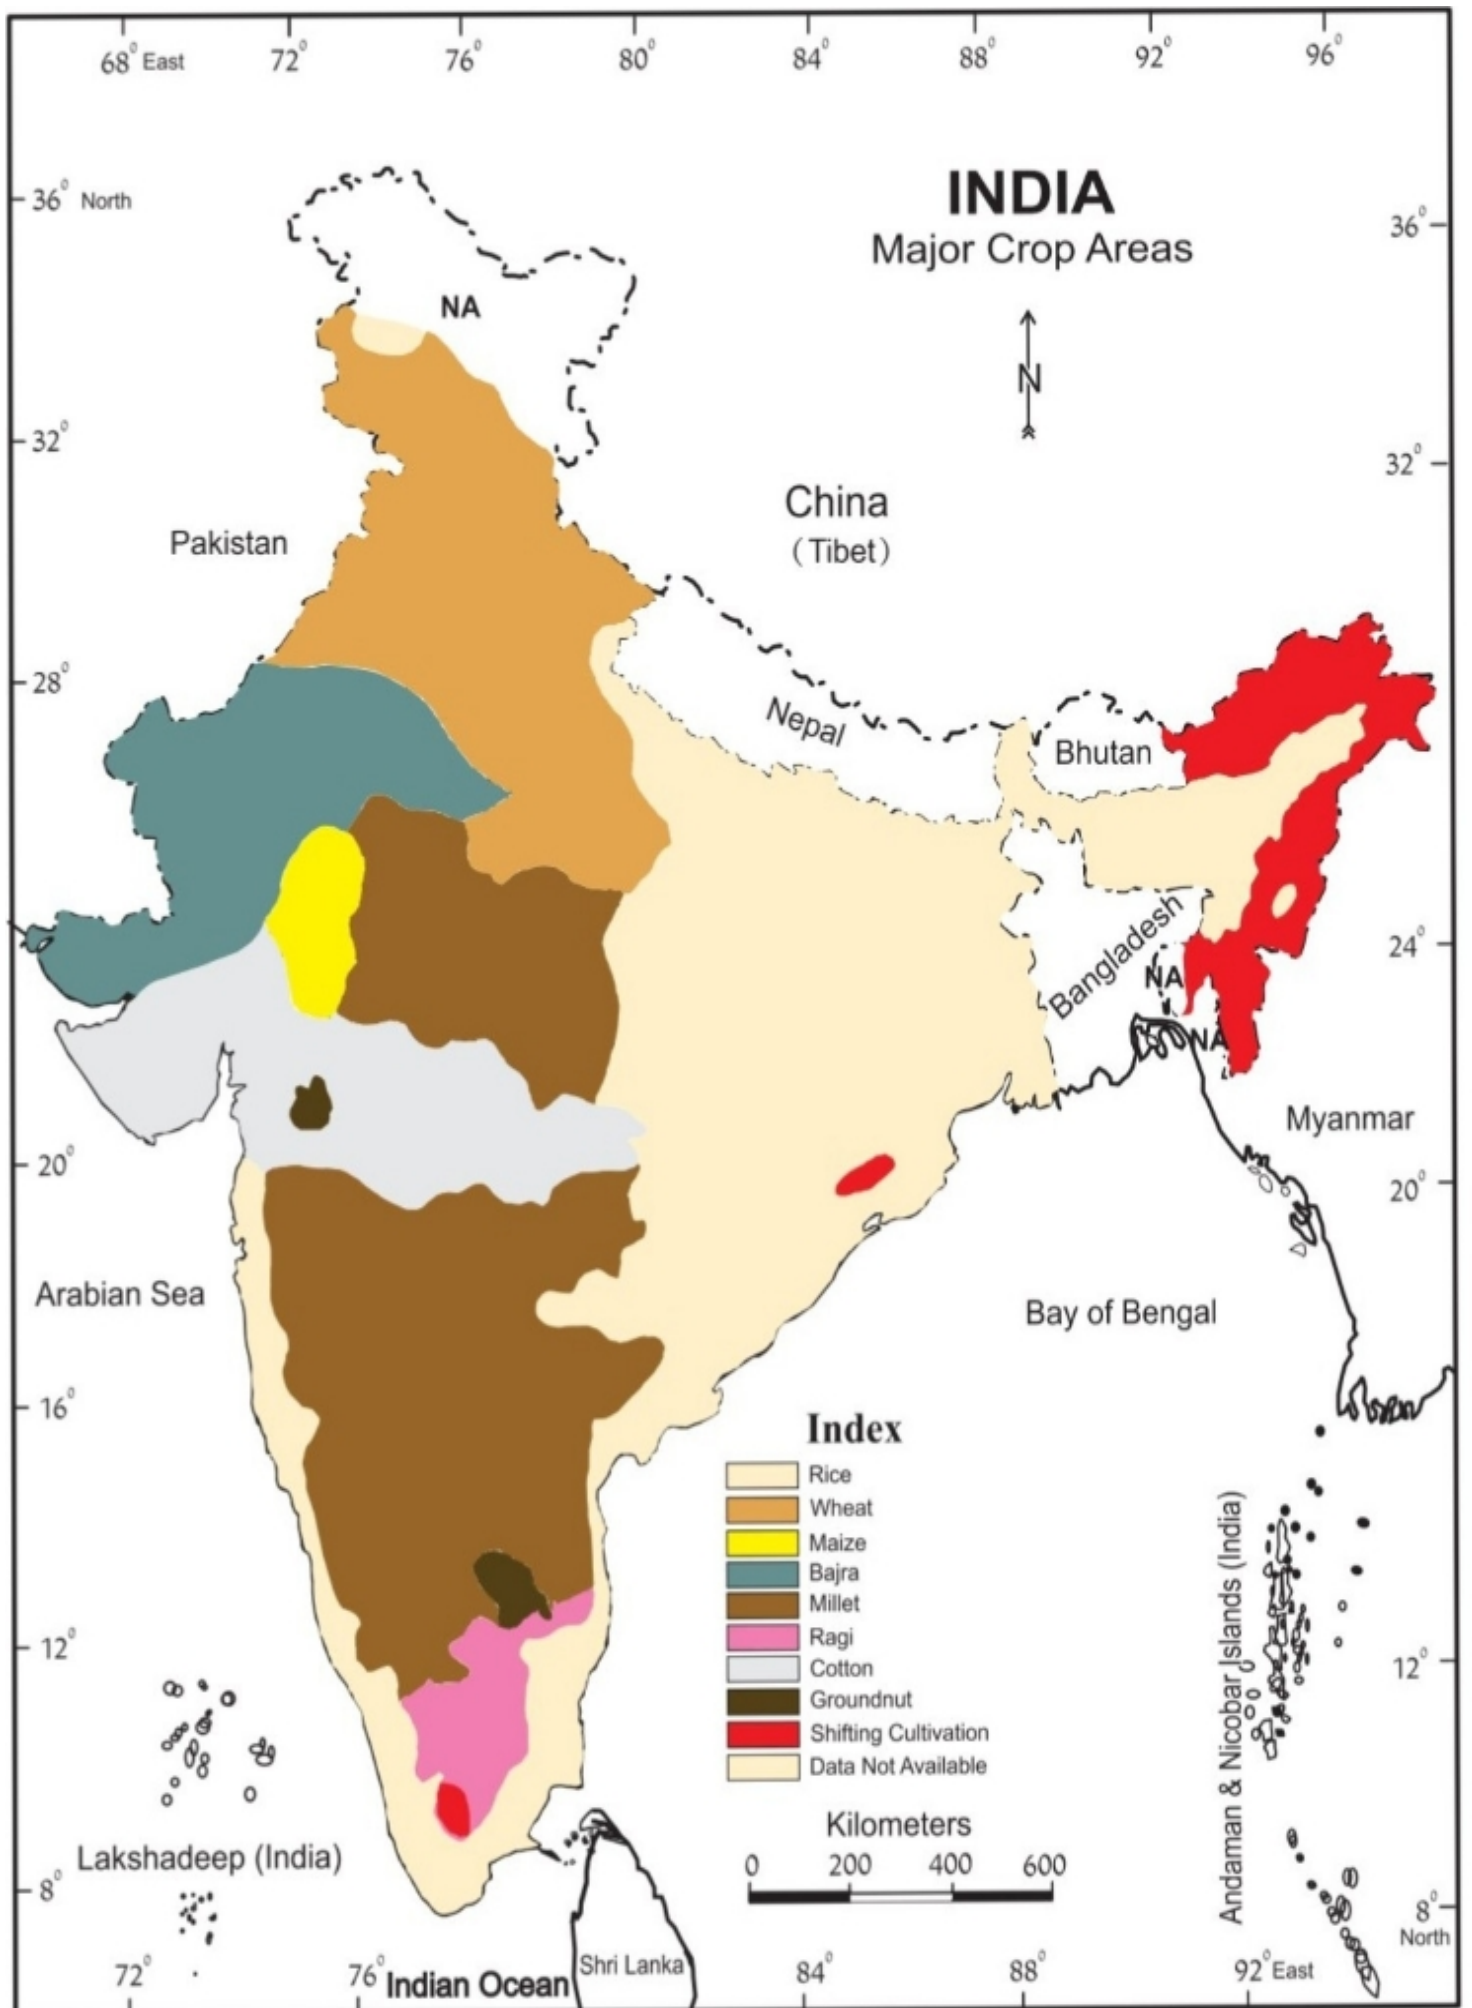 68° East 72° 76° 80° 84° 88° 92° 96°
36° North
INDIA
Major Crop Areas
36°
NA
N
32°
32°
China
(Tibet)
Pakistan
28°
Nepal
Bhutan
24°
Bangladesh
NA
NA
Myanmar
20°
20°
Arabian Sea
Bay of Bengal
16°
Index
Rice
Wheat
Maize
Bajra
Millet
Ragi
Cotton
Groundnut
Shifting Cultivation
Data Not Available
12°
12°
Andaman & Nicobar Islands (India)
Kilometers
0 200 400 600
Lakshadeep (India)
8°
8°
North
Shri Lanka
Indian Ocean
72° 76° 84° 88° 92° East